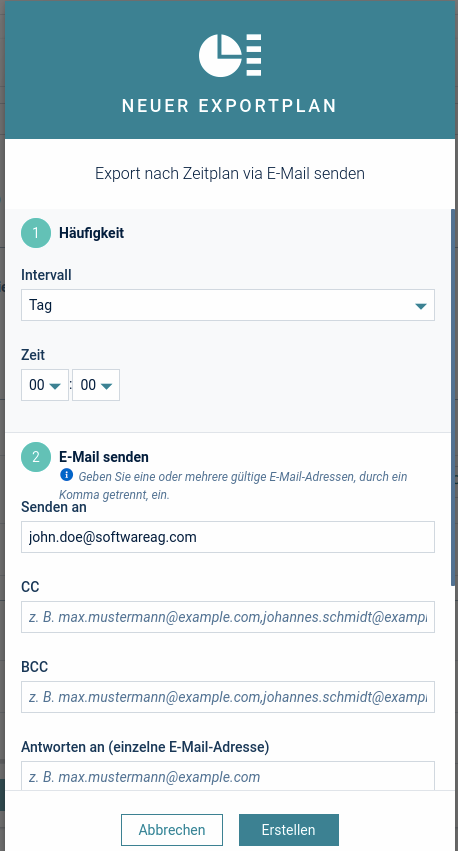 NEUER EXPORTPLAN
Export nach Zeitplan via E-Mail senden
1 Häufigkeit
Intervall
Tag
Zeit
00 : 00
2 E-Mail senden
Geben Sie eine oder mehrere gültige E-Mail-Adressen, durch ein
Komma getrennt, ein.
Senden an
john.doe@softwareag.com
CC
z. B. max.mustermann@example.com,johannes.schmidt@exampl
BCC
z. B. max.mustermann@example.com,johannes.schmidt@exampl
Antworten an (einzelne E-Mail-Adresse)
z. B. max.mustermann@example.com
Abbrechen Erstellen